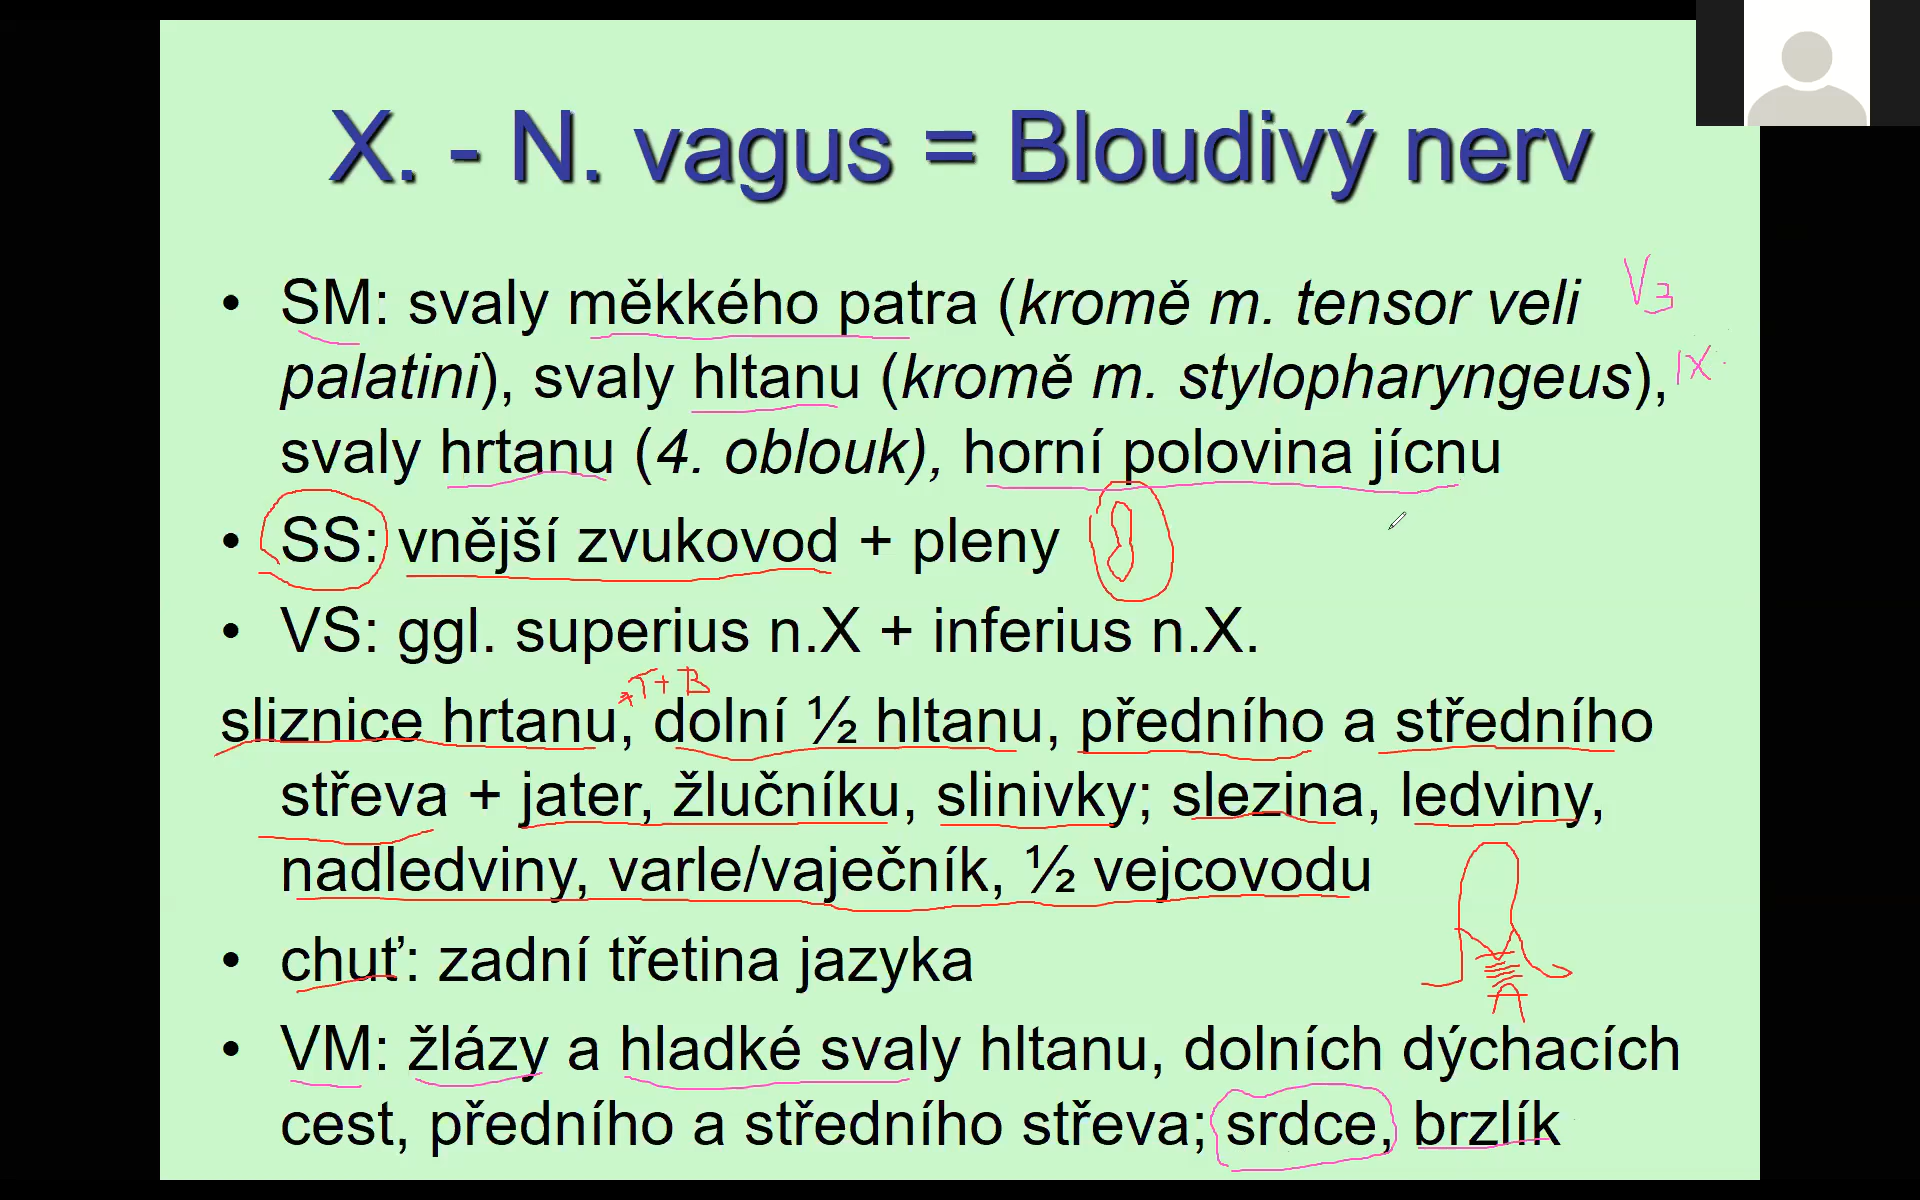 X. - N. vagus = Bloudivý nerv
• SM: svaly měkkého patra (kromě m. tensor veli V3
palatini), svaly hltanu (kromě m. stylopharyngeus), IX
svaly hrtanu (4. oblouk), horní polovina jícnu
• SS: vnější zvukovod + pleny
• VS: ggl. superius n.X + inferius n.X.
T+B
sliznice hrtanu, dolní ½ hltanu, předního a středního
střeva + jater, žlučníku, slinivky; slezina, ledviny,
nadledviny, varle/vaječník, ½ vejcovodu
• chuť: zadní třetina jazyka
• VM: žlázy a hladké svaly hltanu, dolních dýchacích
cest, předního a středního střeva; srdce, brzlík